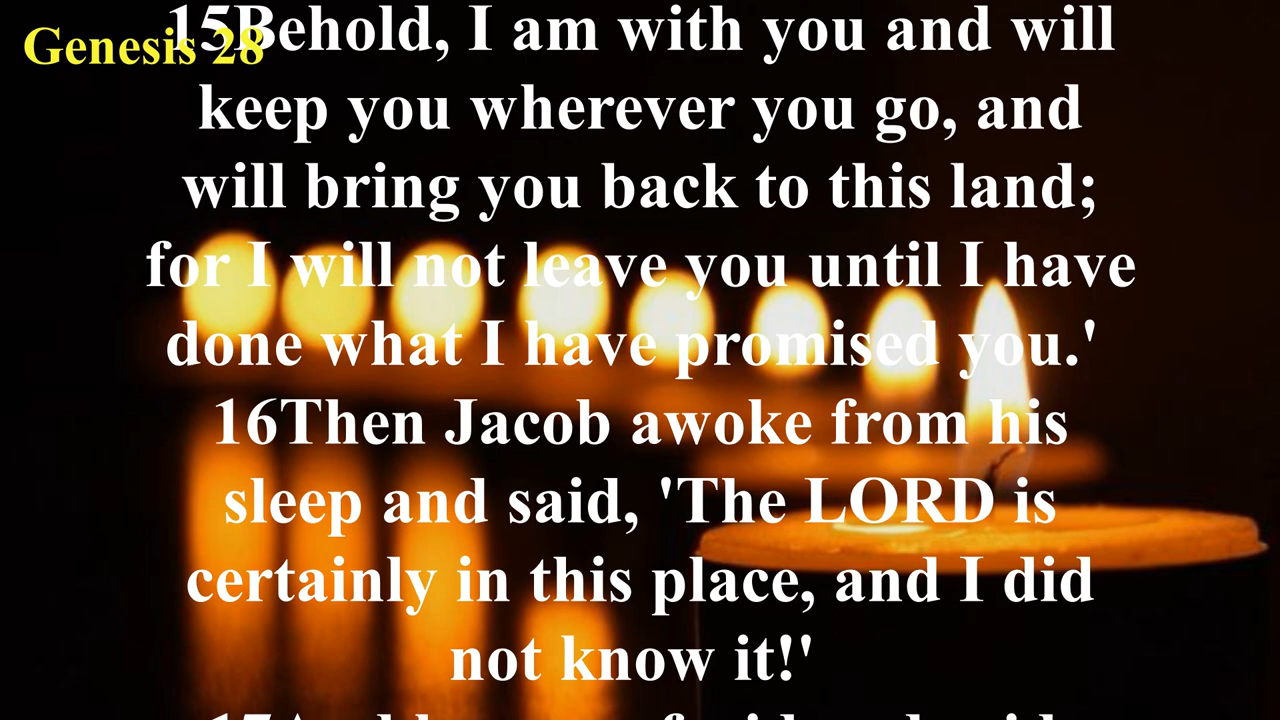 Genesis 28
15Behold, I am with you and will
keep you wherever you go, and
will bring you back to this land;
for I will not leave you until I have
done what I have promised you.'
16Then Jacob awoke from his
sleep and said, 'The LORD is
certainly in this place, and I did
not know it!'